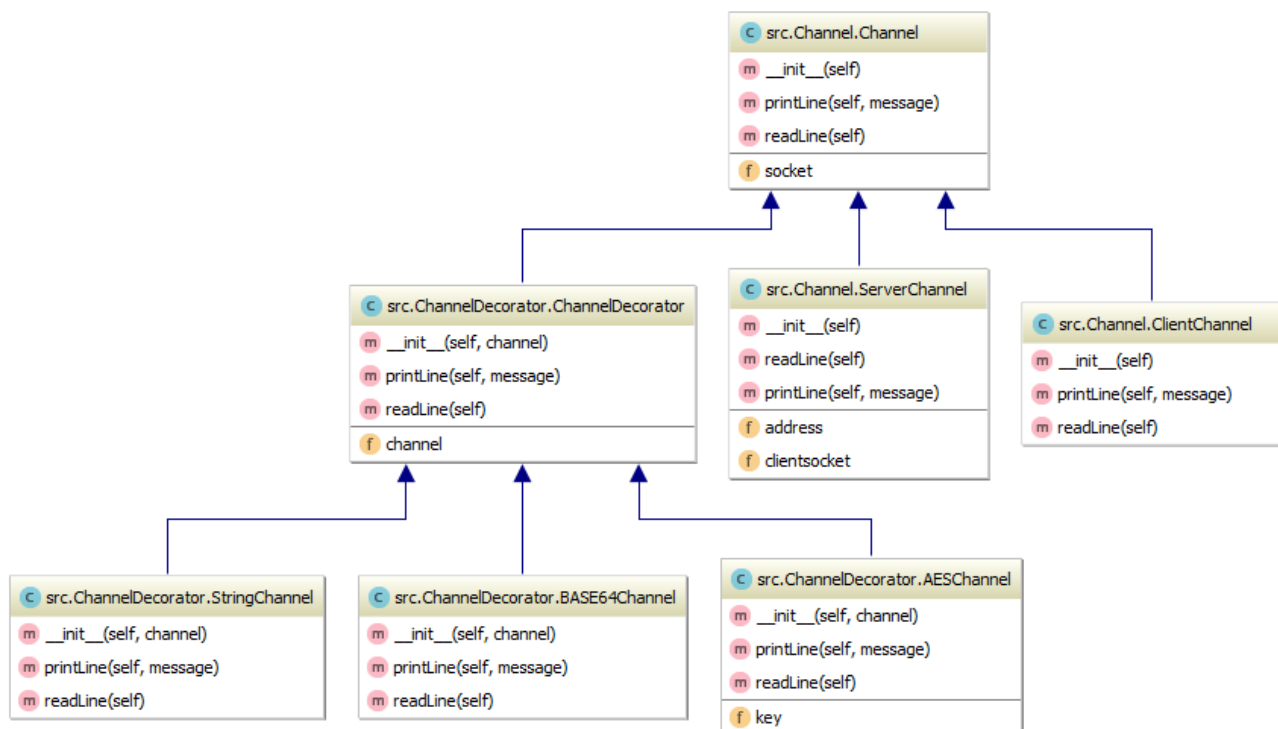 C src.Channel.Channel
m __init__(self)
m printLine(self, message)
m readLine(self)
f socket
C src.ChannelDecorator.ChannelDecorator
m __init__(self, channel)
m printLine(self, message)
m readLine(self)
f channel
C src.Channel.ServerChannel
m __init__(self)
m readLine(self)
m printLine(self, message)
f address
f clientsocket
C src.Channel.ClientChannel
m __init__(self)
m printLine(self, message)
m readLine(self)
C src.ChannelDecorator.StringChannel
m __init__(self, channel)
m printLine(self, message)
m readLine(self)
C src.ChannelDecorator.BASE64Channel
m __init__(self, channel)
m printLine(self, message)
m readLine(self)
C src.ChannelDecorator.AESChannel
m __init__(self, channel)
m printLine(self, message)
m readLine(self)
f key